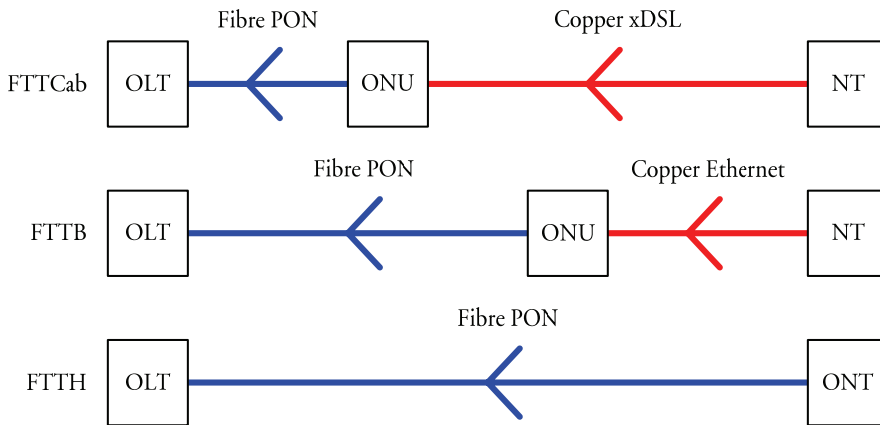 Fibre PON
Copper xDSL
FTTCab
OLT
ONU
NT
Fibre PON
Copper Ethernet
FTTB
OLT
ONU
NT
Fibre PON
FTTH
OLT
ONT